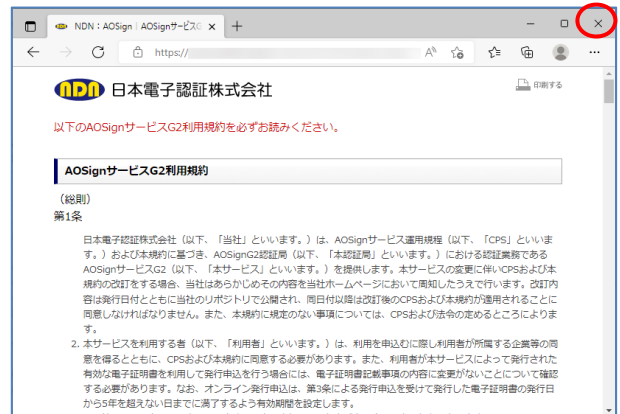 NDN：AOSign｜AOSignサービスG
https://
NDN 日本電子認証株式会社
印刷する
以下のAOSignサービスG2利用規約を必ずお読みください。
AOSignサービスG2利用規約
（総則）
第1条
日本電子認証株式会社（以下、「当社」といいます。）は、AOSignサービス運用規程（以下、「CPS」といいま
す。）および本規約に基づき、AOSignG2認証局（以下、「本認証局」といいます。）における認証業務である
AOSignサービスG2（以下、「本サービス」といいます。）を提供します。本サービスの変更に伴いCPSおよび本
規約の改訂をする場合、当社はあらかじめその内容を当社ホームページにおいて周知したうえで行います。改訂内
容は発行日付とともに当社のリポジトリで公開され、同日付以降は改訂後のCPSおよび本規約が適用されることに
同意しなければなりません。また、本規約に規定のない事項については、CPSおよび法令の定めるところによりま
す。
2. 本サービスを利用する者（以下、「利用者」といいます。）は、利用を申込むに際し利用者が所属する企業等の同
意を得るとともに、CPSおよび本規約に同意する必要があります。また、利用者が本サービスによって発行された
有効な電子証明書を利用して発行申込を行う場合には、電子証明書記載事項の内容に変更がないことについて確認
する必要があります。なお、オンライン発行申込は、第3条による発行申込を受けて発行した電子証明書の発行日
から5年を超えない日までに満了するよう有効期間を設定します。